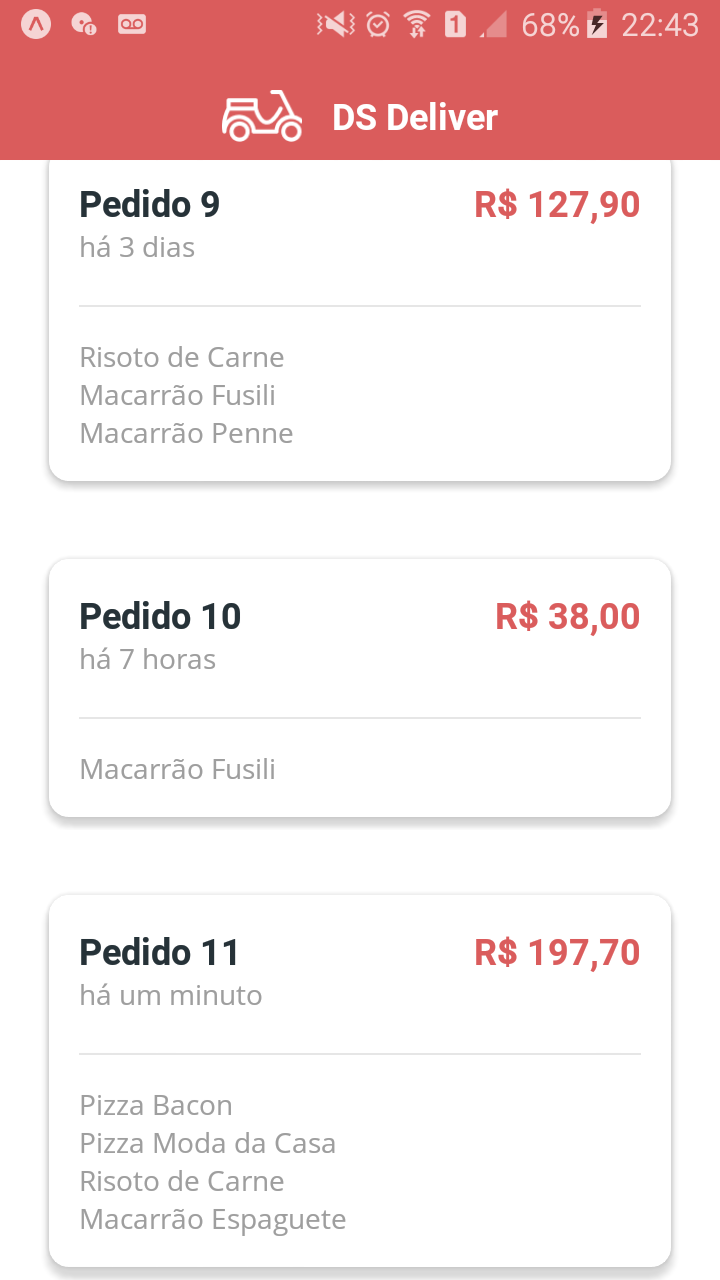 68% 22:43
DS Deliver
Pedido 9 R$ 127,90
há 3 dias
Risoto de Carne
Macarrão Fusili
Macarrão Penne
Pedido 10 R$ 38,00
há 7 horas
Macarrão Fusili
Pedido 11 R$ 197,70
há um minuto
Pizza Bacon
Pizza Moda da Casa
Risoto de Carne
Macarrão Espaguete